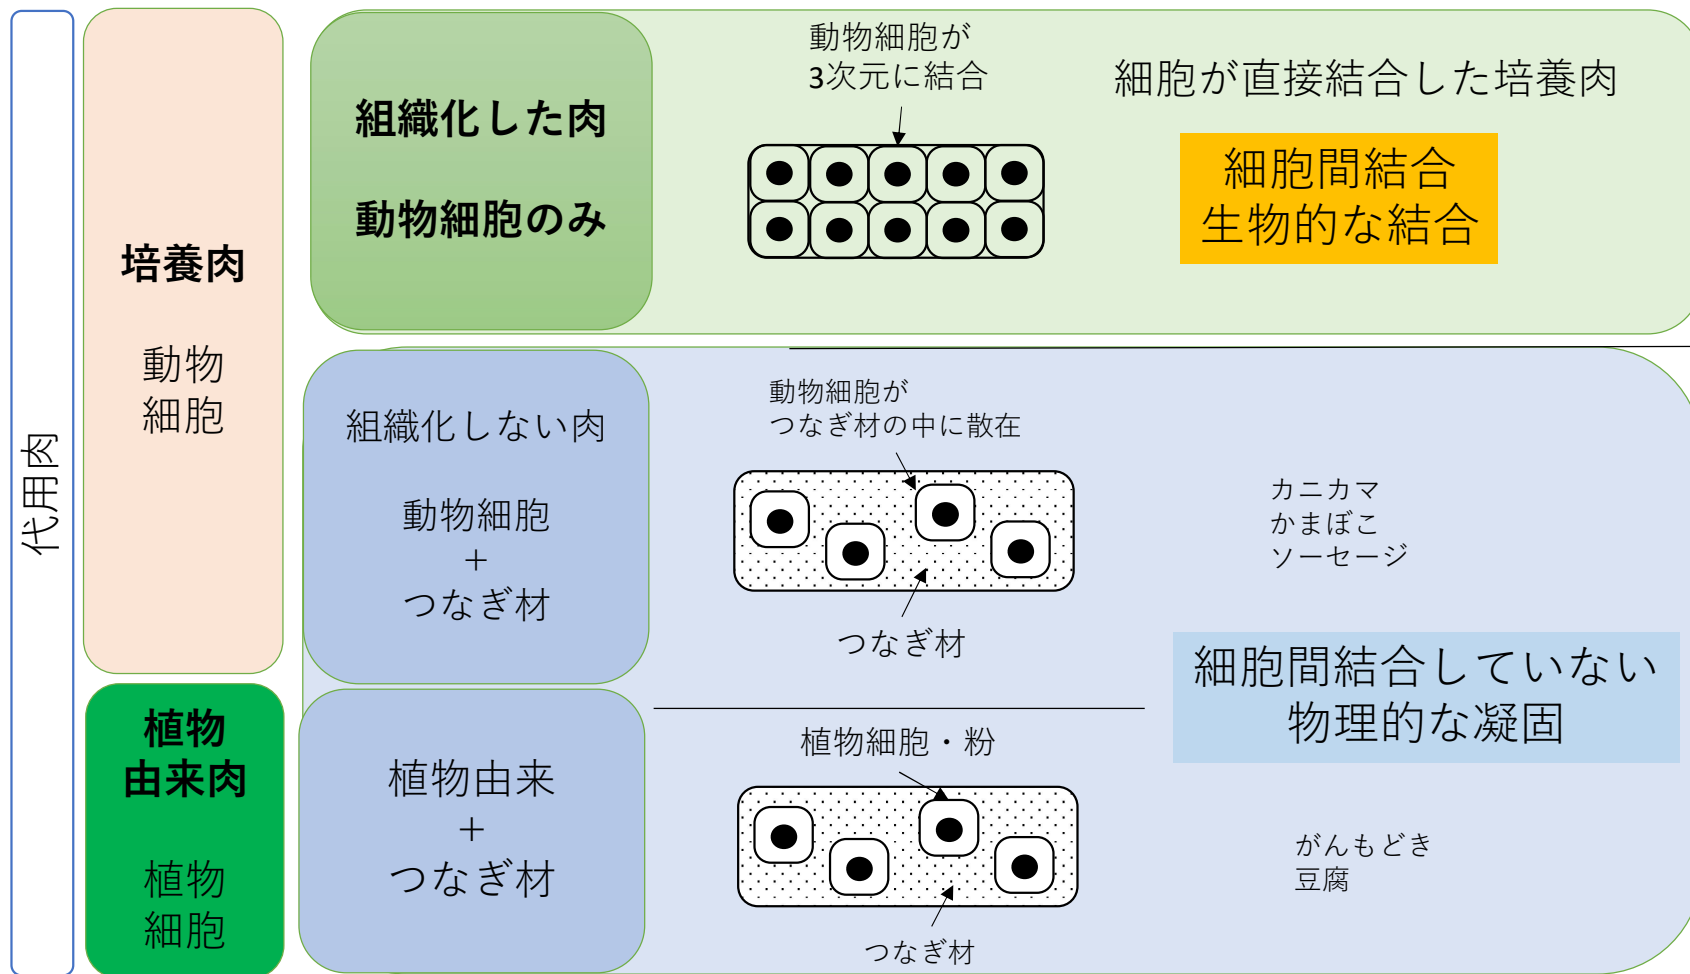 代用肉
培養肉
動物
細胞
組織化した肉
動物細胞のみ
動物細胞が
3次元に結合
細胞が直接結合した培養肉
細胞間結合
生物的な結合
組織化しない肉
動物細胞
+
つなぎ材
動物細胞が
つなぎ材の中に散在
つなぎ材
カニカマ
かまぼこ
ソーセージ
細胞間結合していない
物理的な凝固
植物
由来肉
植物
細胞
植物由来
+
つなぎ材
植物細胞・粉
つなぎ材
がんもどき
豆腐